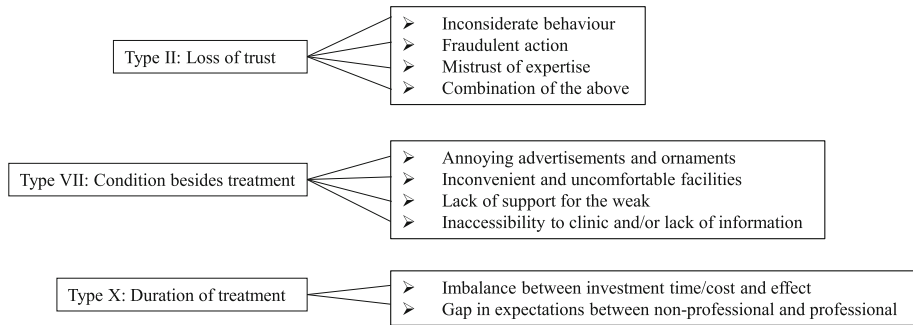 Type II: Loss of trust
➢ Inconsiderate behaviour
➢ Fraudulent action
➢ Mistrust of expertise
➢ Combination of the above
Type VII: Condition besides treatment
➢ Annoying advertisements and ornaments
➢ Inconvenient and uncomfortable facilities
➢ Lack of support for the weak
➢ Inaccessibility to clinic and/or lack of information
Type X: Duration of treatment
➢ Imbalance between investment time/cost and effect
➢ Gap in expectations between non-professional and professional